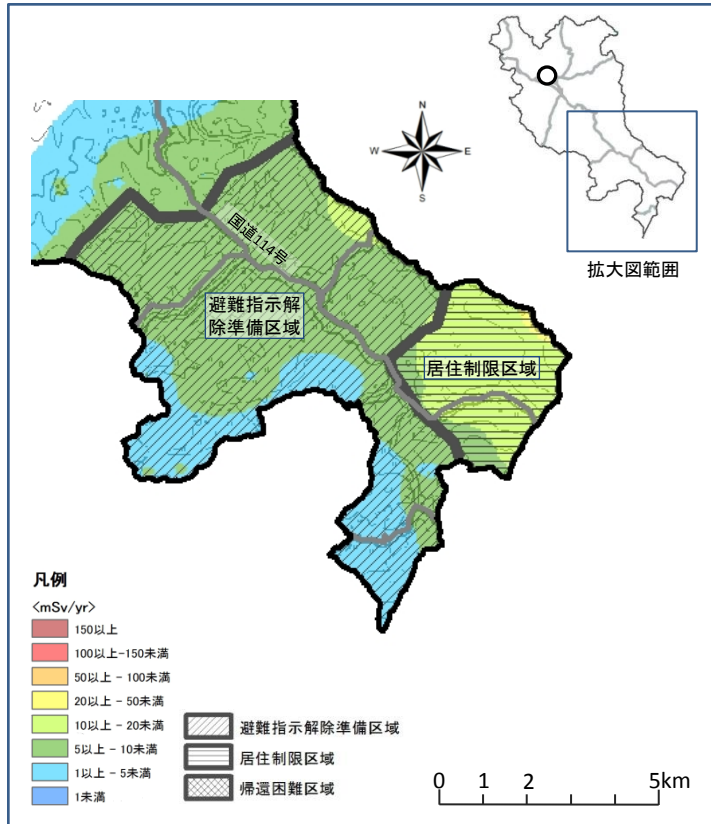 N
W
E
S
拡大図範囲
国道114号
避難指示解
除準備区域
居住制限区域
凡例
<mSv/yr>
150以上
100以上-150未満
50以上 - 100未満
20以上 - 50未満
10以上 - 20未満
5以上 - 10未満
1以上 - 5未満
1未満
避難指示解除準備区域
居住制限区域
帰還困難区域
0 1 2 5km